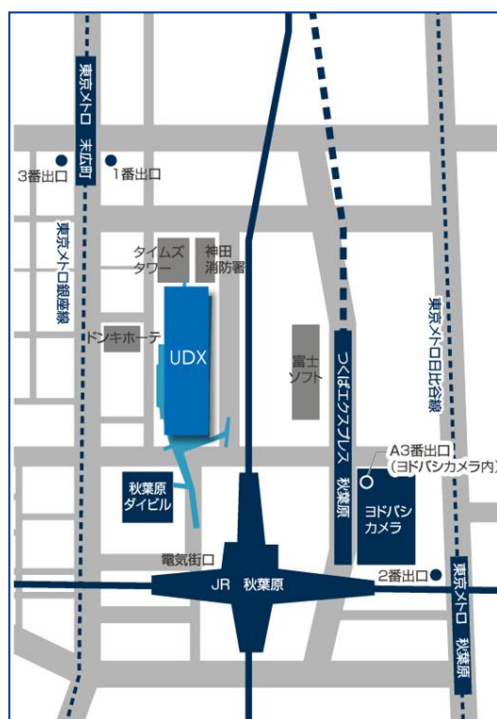 東京メトロ 末広町
3番出口
1番出口
東京メトロ銀座線
タイムズ
タワー
神田
消防署
ドンキホーテ
UDX
富士
ソフト
つくばエクスプレス 秋葉原
東京メトロ日比谷線
A3番出口
(ヨドバシカメラ内)
秋葉原
ダイビル
ヨドバシ
カメラ
電気街口
JR 秋葉原
2番出口
東京メトロ 秋葉原